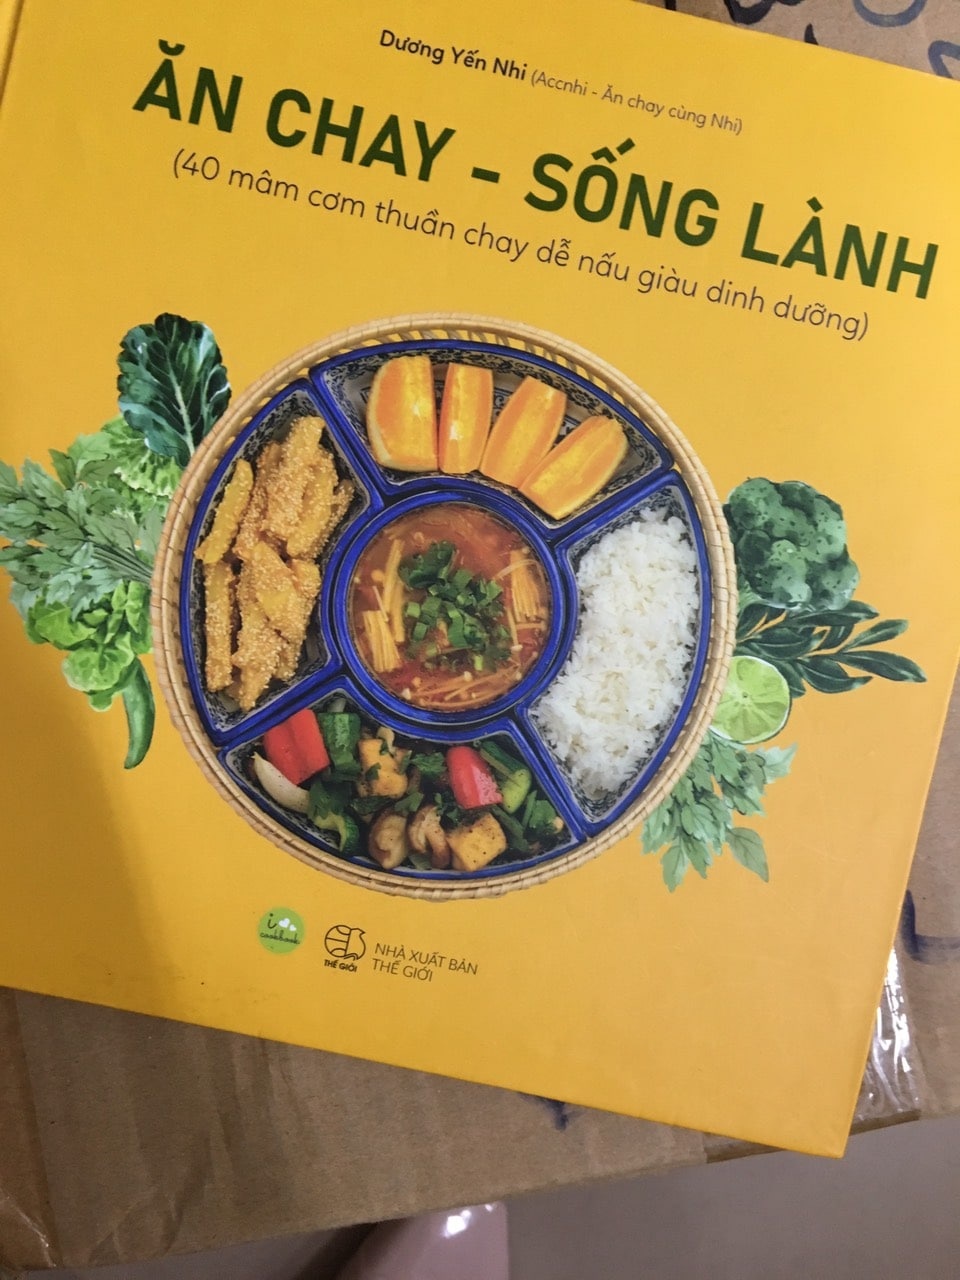 Dương Yến Nhi (Accnhi - Ăn chay cùng Nhi)
ĂN CHAY - SỐNG LÀNH
(40 mâm cơm thuần chay dễ nấu giàu dinh dưỡng)
i
cookbook
THẾ GIỚI
NHÀ XUẤT BẢN
THẾ GIỚI